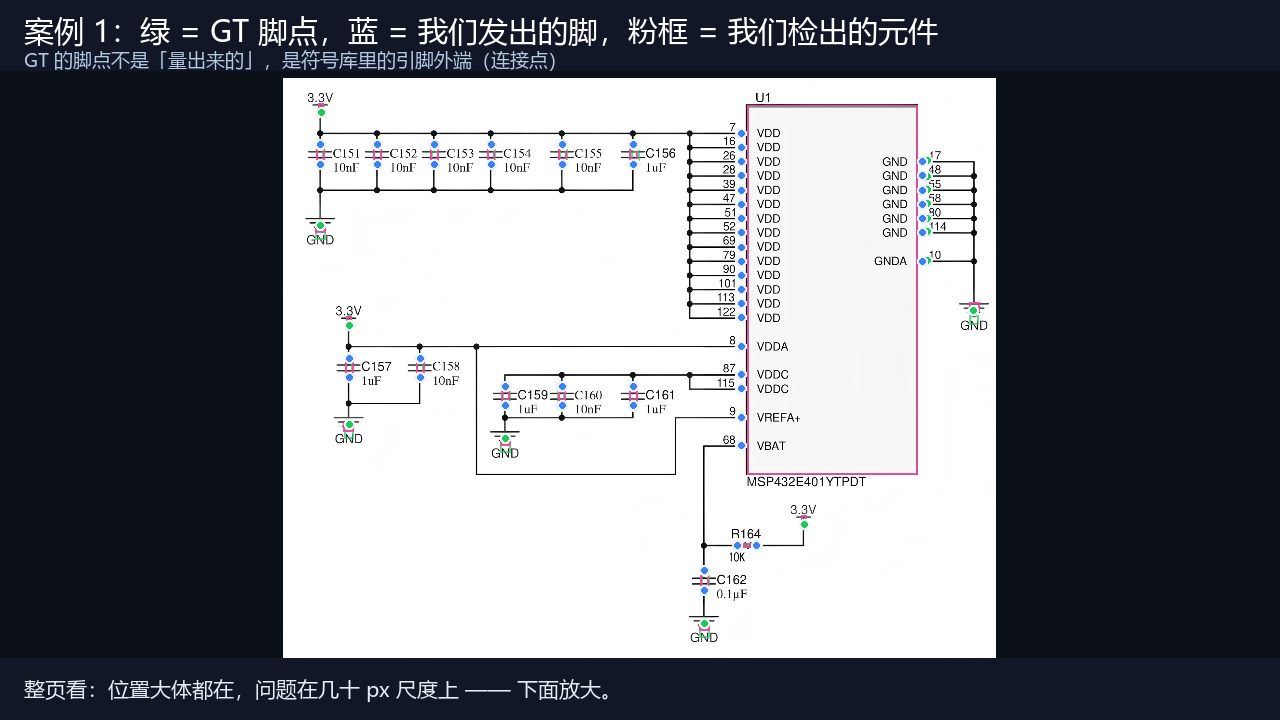 案例 1：绿 = GT 脚点，蓝 = 我们发出的脚，粉框 = 我们检出的元件
GT 的脚点不是「量出来的」，是符号库里的引脚外端（连接点）
3.3V
C151
10nF
C152
10nF
C153
10nF
C154
10nF
C155
10nF
C156
1uF
GND
U1
7 VDD
16 VDD
26 VDD
28 VDD
39 VDD
47 VDD
51 VDD
52 VDD
69 VDD
79 VDD
90 VDD
101 VDD
113 VDD
122 VDD
8 VDDA
87 VDDC
115 VDDC
9 VREFA+
68 VBAT
GND 17
GND 48
GND 55
GND 58
GND
GND 114
GNDA 10
GND
MSP432E401YTPDT
3.3V
C157
1uF
C158
10nF
GND
C159
1uF
C160
10nF
C161
1uF
GND
3.3V
R164
10K
C162
0.1µF
GND
整页看：位置大体都在，问题在几十 px 尺度上 —— 下面放大。